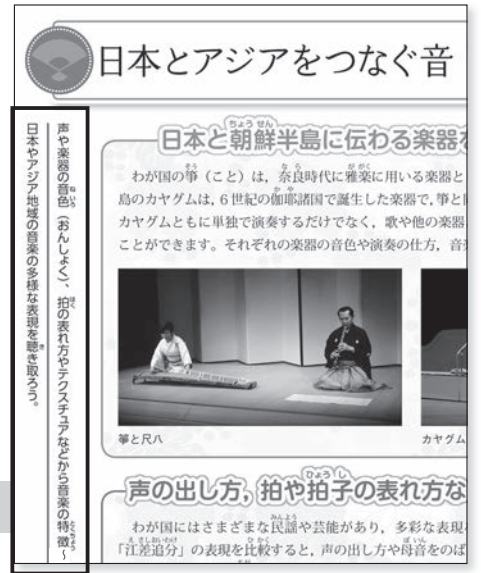 日本とアジアをつなぐ音
声や楽器の音色（おんしょく）、拍の表れ方やテクスチュアなどから音楽の特徴〜
日本やアジア地域の音楽の多様な表現を聴き取ろう。
日本と朝鮮半島に伝わる楽器
わが国の箏（こと）は，奈良時代に雅楽に用いる楽器と
島のカヤグムは，6世紀の伽耶諸国で誕生した楽器で，箏と
カヤグムともに単独で演奏するだけでなく，歌や他の楽器
ことができます。それぞれの楽器の音色や演奏の仕方，音
箏と尺八
カヤグム
声の出し方，拍や拍子の表れ方な
わが国にはさまざまな民謡や芸能があり，多彩な表現
「江差追分」の表現を比較すると，声の出し方や母音をのば